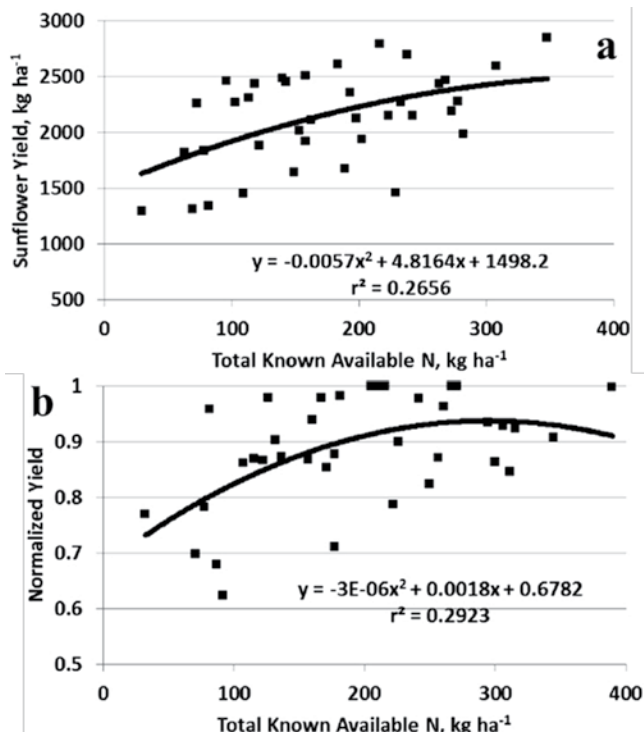 a
3000
2500
2000
1500
1000
500
Sunflower Yield, kg ha⁻¹
y = -0.0057x² + 4.8164x + 1498.2
r² = 0.2656
0 100 200 300 400
Total Known Available N, kg ha⁻¹
b
1
0.9
0.8
0.7
0.6
0.5
Normalized Yield
y = -3E-06x² + 0.0018x + 0.6782
r² = 0.2923
0 100 200 300 400
Total Known Available N, kg ha⁻¹